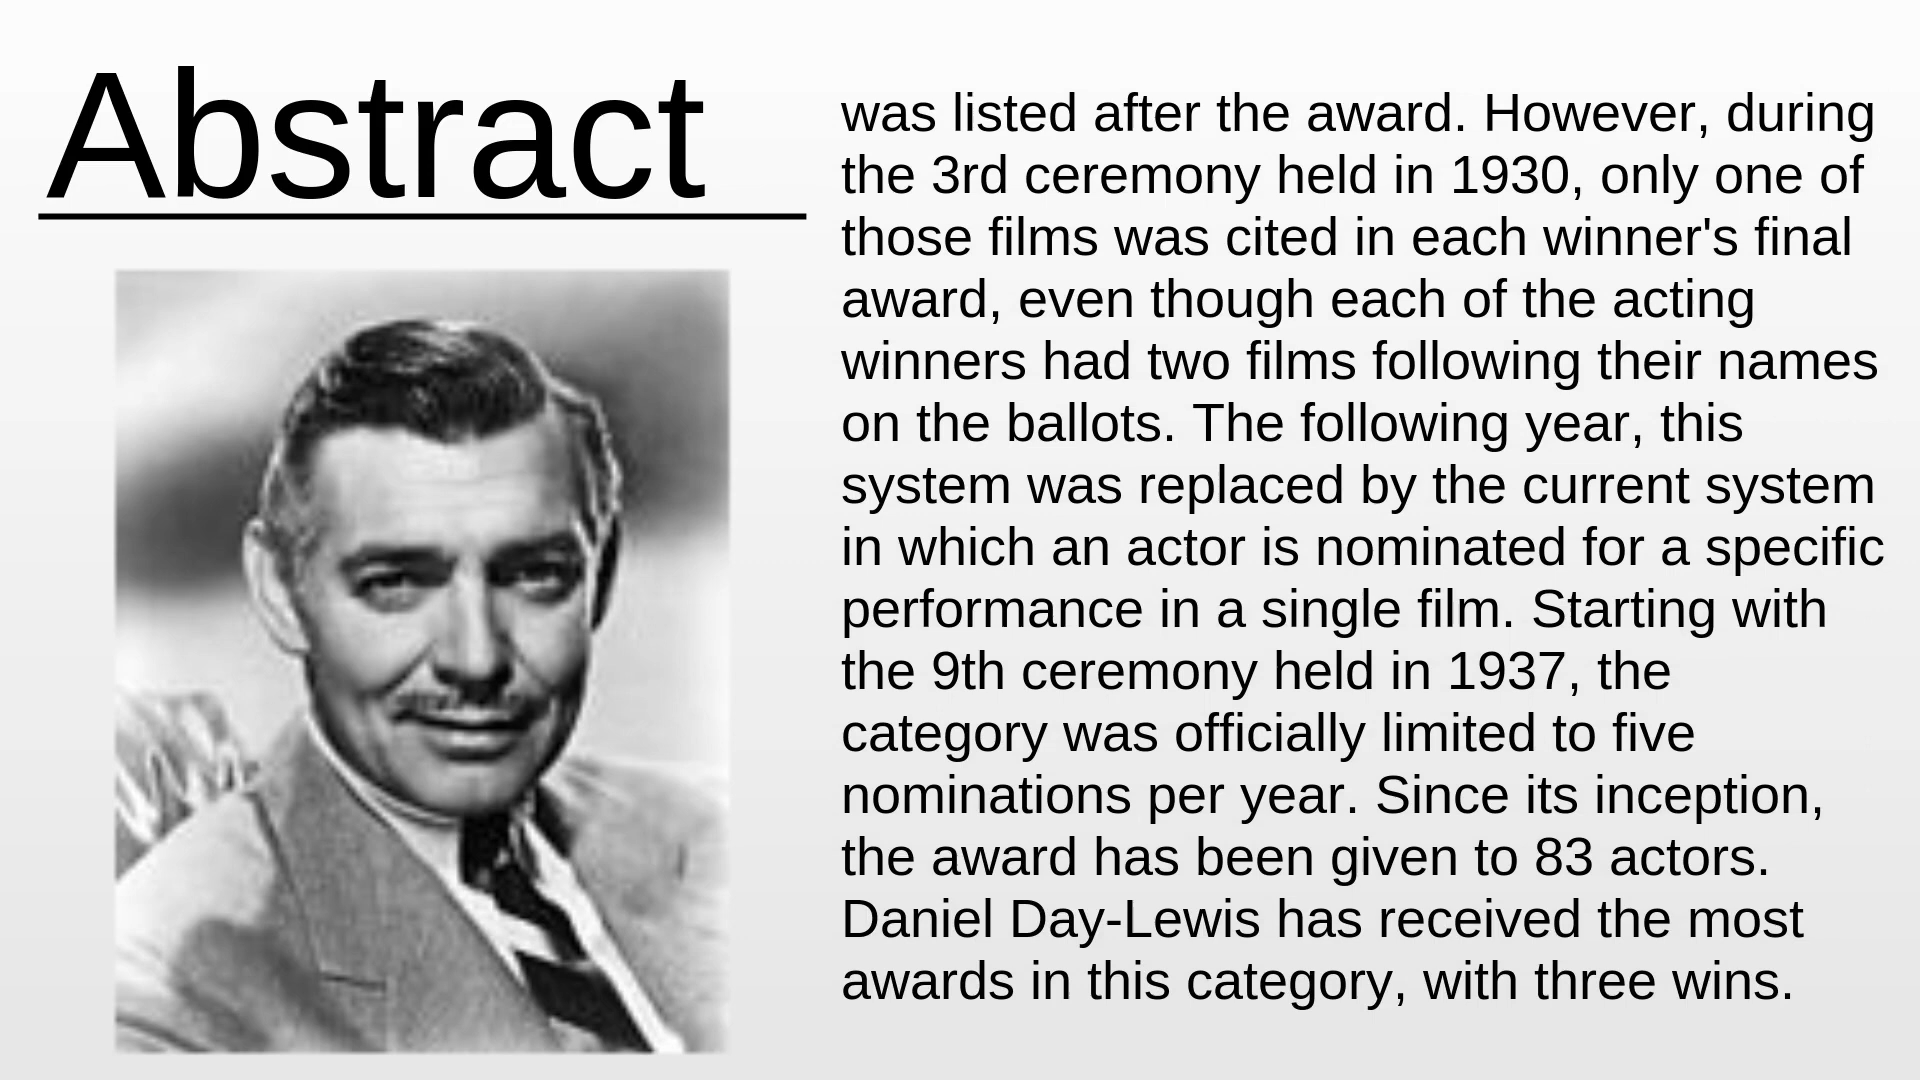 Abstract
was listed after the award. However, during
the 3rd ceremony held in 1930, only one of
those films was cited in each winner's final
award, even though each of the acting
winners had two films following their names
on the ballots. The following year, this
system was replaced by the current system
in which an actor is nominated for a specific
performance in a single film. Starting with
the 9th ceremony held in 1937, the
category was officially limited to five
nominations per year. Since its inception,
the award has been given to 83 actors.
Daniel Day-Lewis has received the most
awards in this category, with three wins.